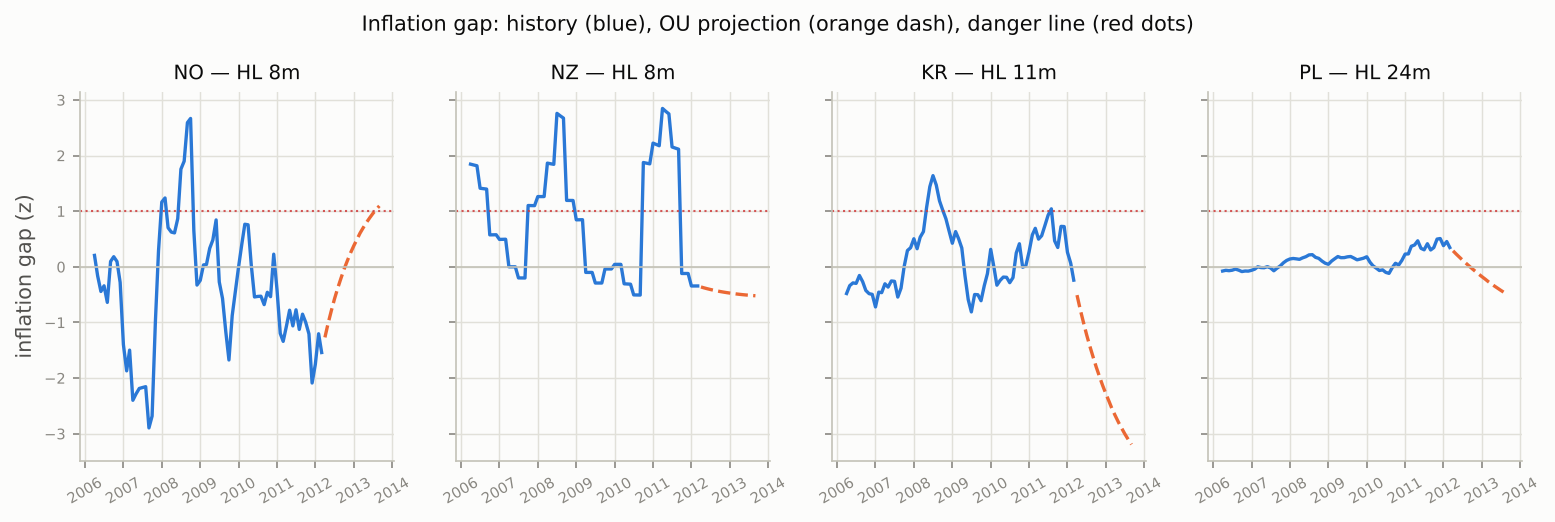 Inflation gap: history (blue), OU projection (orange dash), danger line (red dots)
NO — HL 8m
NZ — HL 8m
KR — HL 11m
PL — HL 24m
inflation gap (z)
3
2
1
0
−1
−2
−3
2006 2007 2008 2009 2010 2011 2012 2013 2014
2006 2007 2008 2009 2010 2011 2012 2013 2014
2006 2007 2008 2009 2010 2011 2012 2013 2014
2006 2007 2008 2009 2010 2011 2012 2013 2014